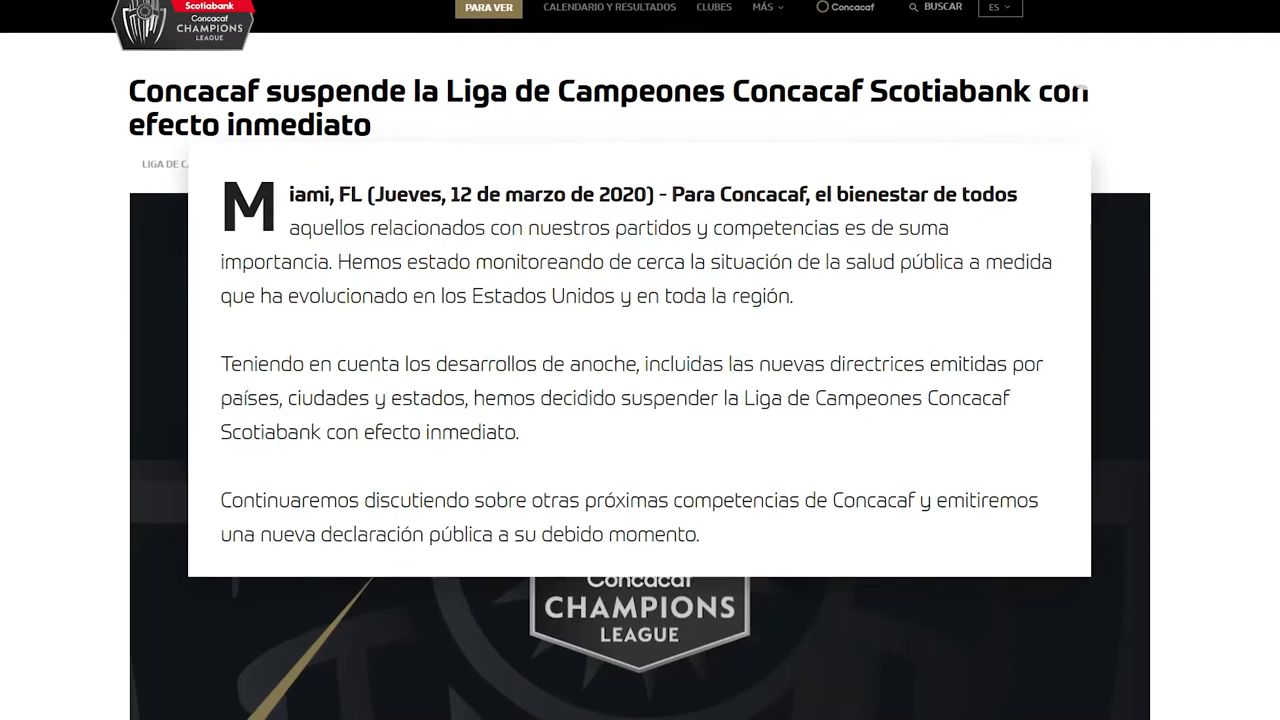 Scotiabank
Concacaf
CHAMPIONS
LEAGUE
PARA VER
CALENDARIO Y RESULTADOS
CLUBES
MÁS
Concacaf
BUSCAR
ES
Concacaf suspende la Liga de Campeones Concacaf Scotiabank con
efecto inmediato
LIGA DE
Miami, FL (Jueves, 12 de marzo de 2020) - Para Concacaf, el bienestar de todos
aquellos relacionados con nuestros partidos y competencias es de suma
importancia. Hemos estado monitoreando de cerca la situación de la salud pública a medida
que ha evolucionado en los Estados Unidos y en toda la región.
Teniendo en cuenta los desarrollos de anoche, incluidas las nuevas directrices emitidas por
países, ciudades y estados, hemos decidido suspender la Liga de Campeones Concacaf
Scotiabank con efecto inmediato.
Continuaremos discutiendo sobre otras próximas competencias de Concacaf y emitiremos
una nueva declaración pública a su debido momento.
Concacaf
CHAMPIONS
LEAGUE